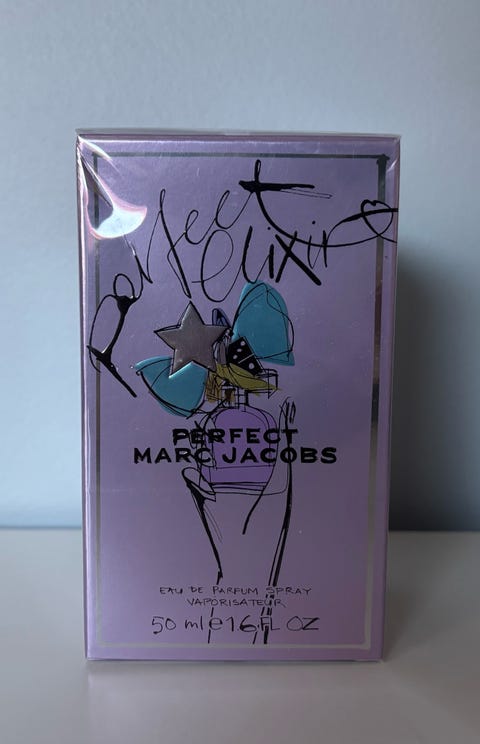 perfect
elixir
PERFECT
MARC JACOBS
EAU DE PARFUM SPRAY
VAPORISATEUR
50 ml e 1.6 FL OZ